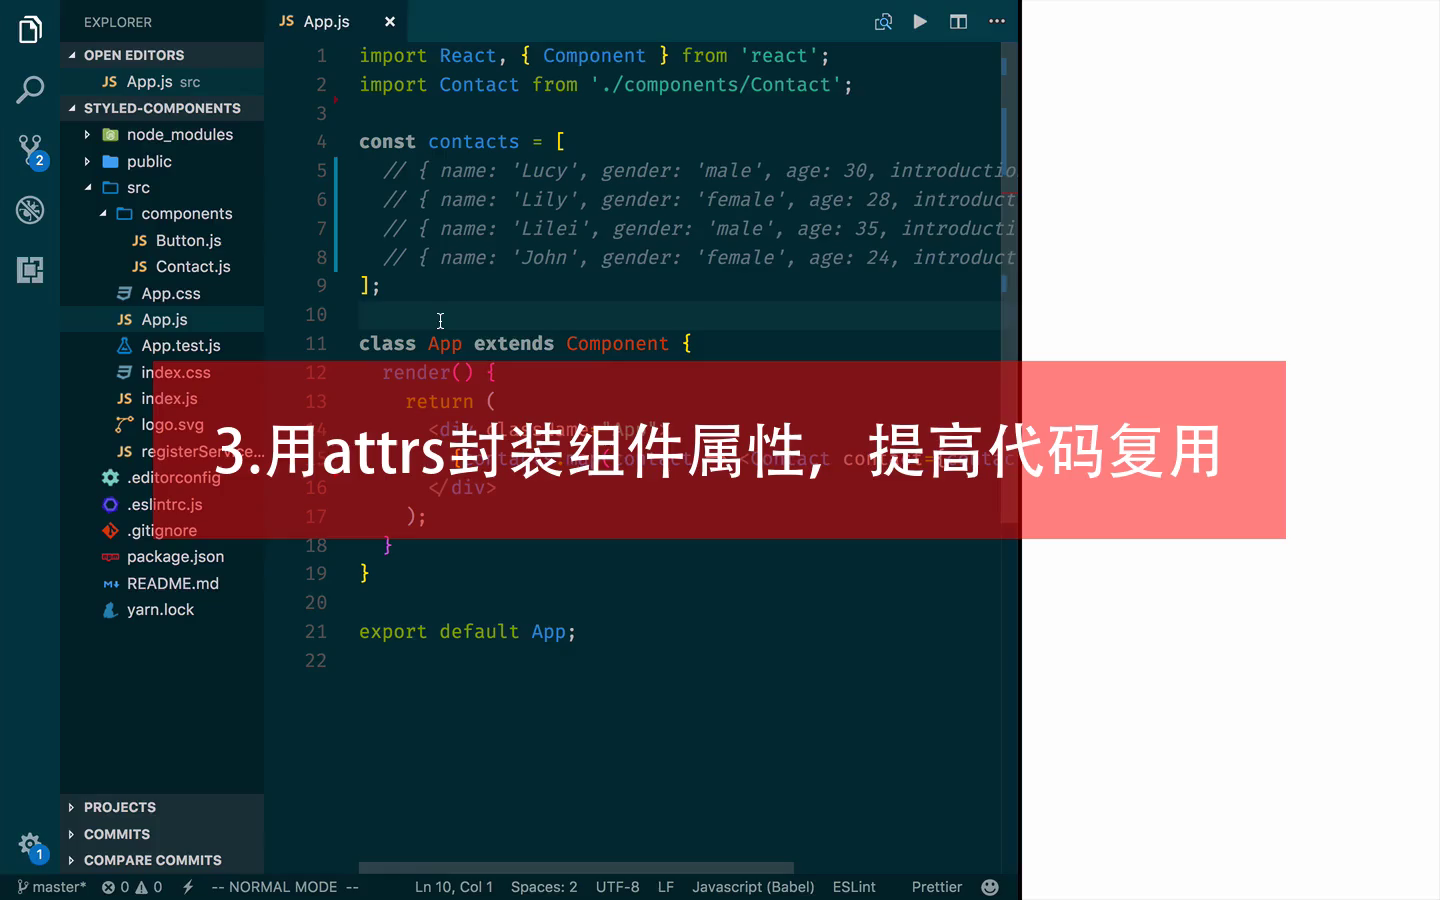 EXPLORER
OPEN EDITORS
JS App.js src
STYLED-COMPONENTS
node_modules
public
src
components
JS Button.js
JS Contact.js
App.css
JS App.js
App.test.js
index.css
JS index.js
logo.svg
JS registerService...
.editorconfig
.eslintrc.js
.gitignore
package.json
README.md
yarn.lock
PROJECTS
COMMITS
COMPARE COMMITS
2
1
JS App.js
1 import React, { Component } from 'react';
2 import Contact from './components/Contact';
3
4 const contacts = [
5 // { name: 'Lucy', gender: 'male', age: 30, introductio
6 // { name: 'Lily', gender: 'female', age: 28, introduct
7 // { name: 'Lilei', gender: 'male', age: 35, introducti
8 // { name: 'John', gender: 'female', age: 24, introduct
9 ];
10
11 class App extends Component {
12 render() {
13 return (
3.用attrs封装组件属性，提高代码复用
16 </div>
17 );
18 }
19 }
20
21 export default App;
22
master* 0 0 -- NORMAL MODE -- Ln 10, Col 1 Spaces: 2 UTF-8 LF Javascript (Babel) ESLint Prettier